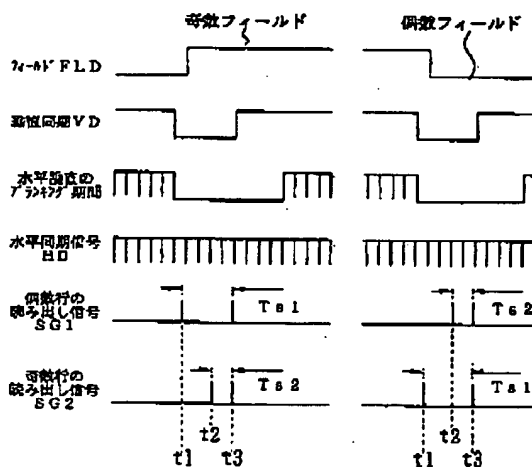 奇数フィールド
偶数フィールド
フィールドFLD
垂直同期VD
水平垂直の
ブランキング期間
水平同期信号
HD
偶数行の
読み出し信号
SG1
Ts1
Ts2
奇数行の
読み出し信号
SG2
Ts2
Ts1
t2
t2
t1
t3
t1
t3